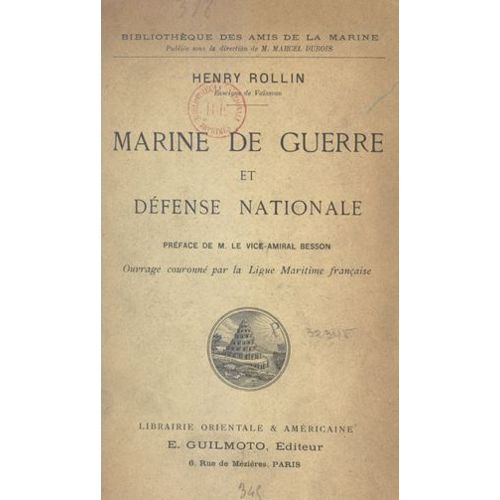 BIBLIOTHÈQUE DES AMIS DE LA MARINE
Publiée sous la direction de M. MARCEL DUBOIS
HENRY ROLLIN
Enseigne de Vaisseau
MARINE DE GUERRE
ET
DÉFENSE NATIONALE
PRÉFACE DE M. LE VICE-AMIRAL BESSON
Ouvrage couronné par la Ligue Maritime française
LIBRAIRIE ORIENTALE & AMÉRICAINE
E. GUILMOTO, Éditeur
6, Rue de Mézières, PARIS